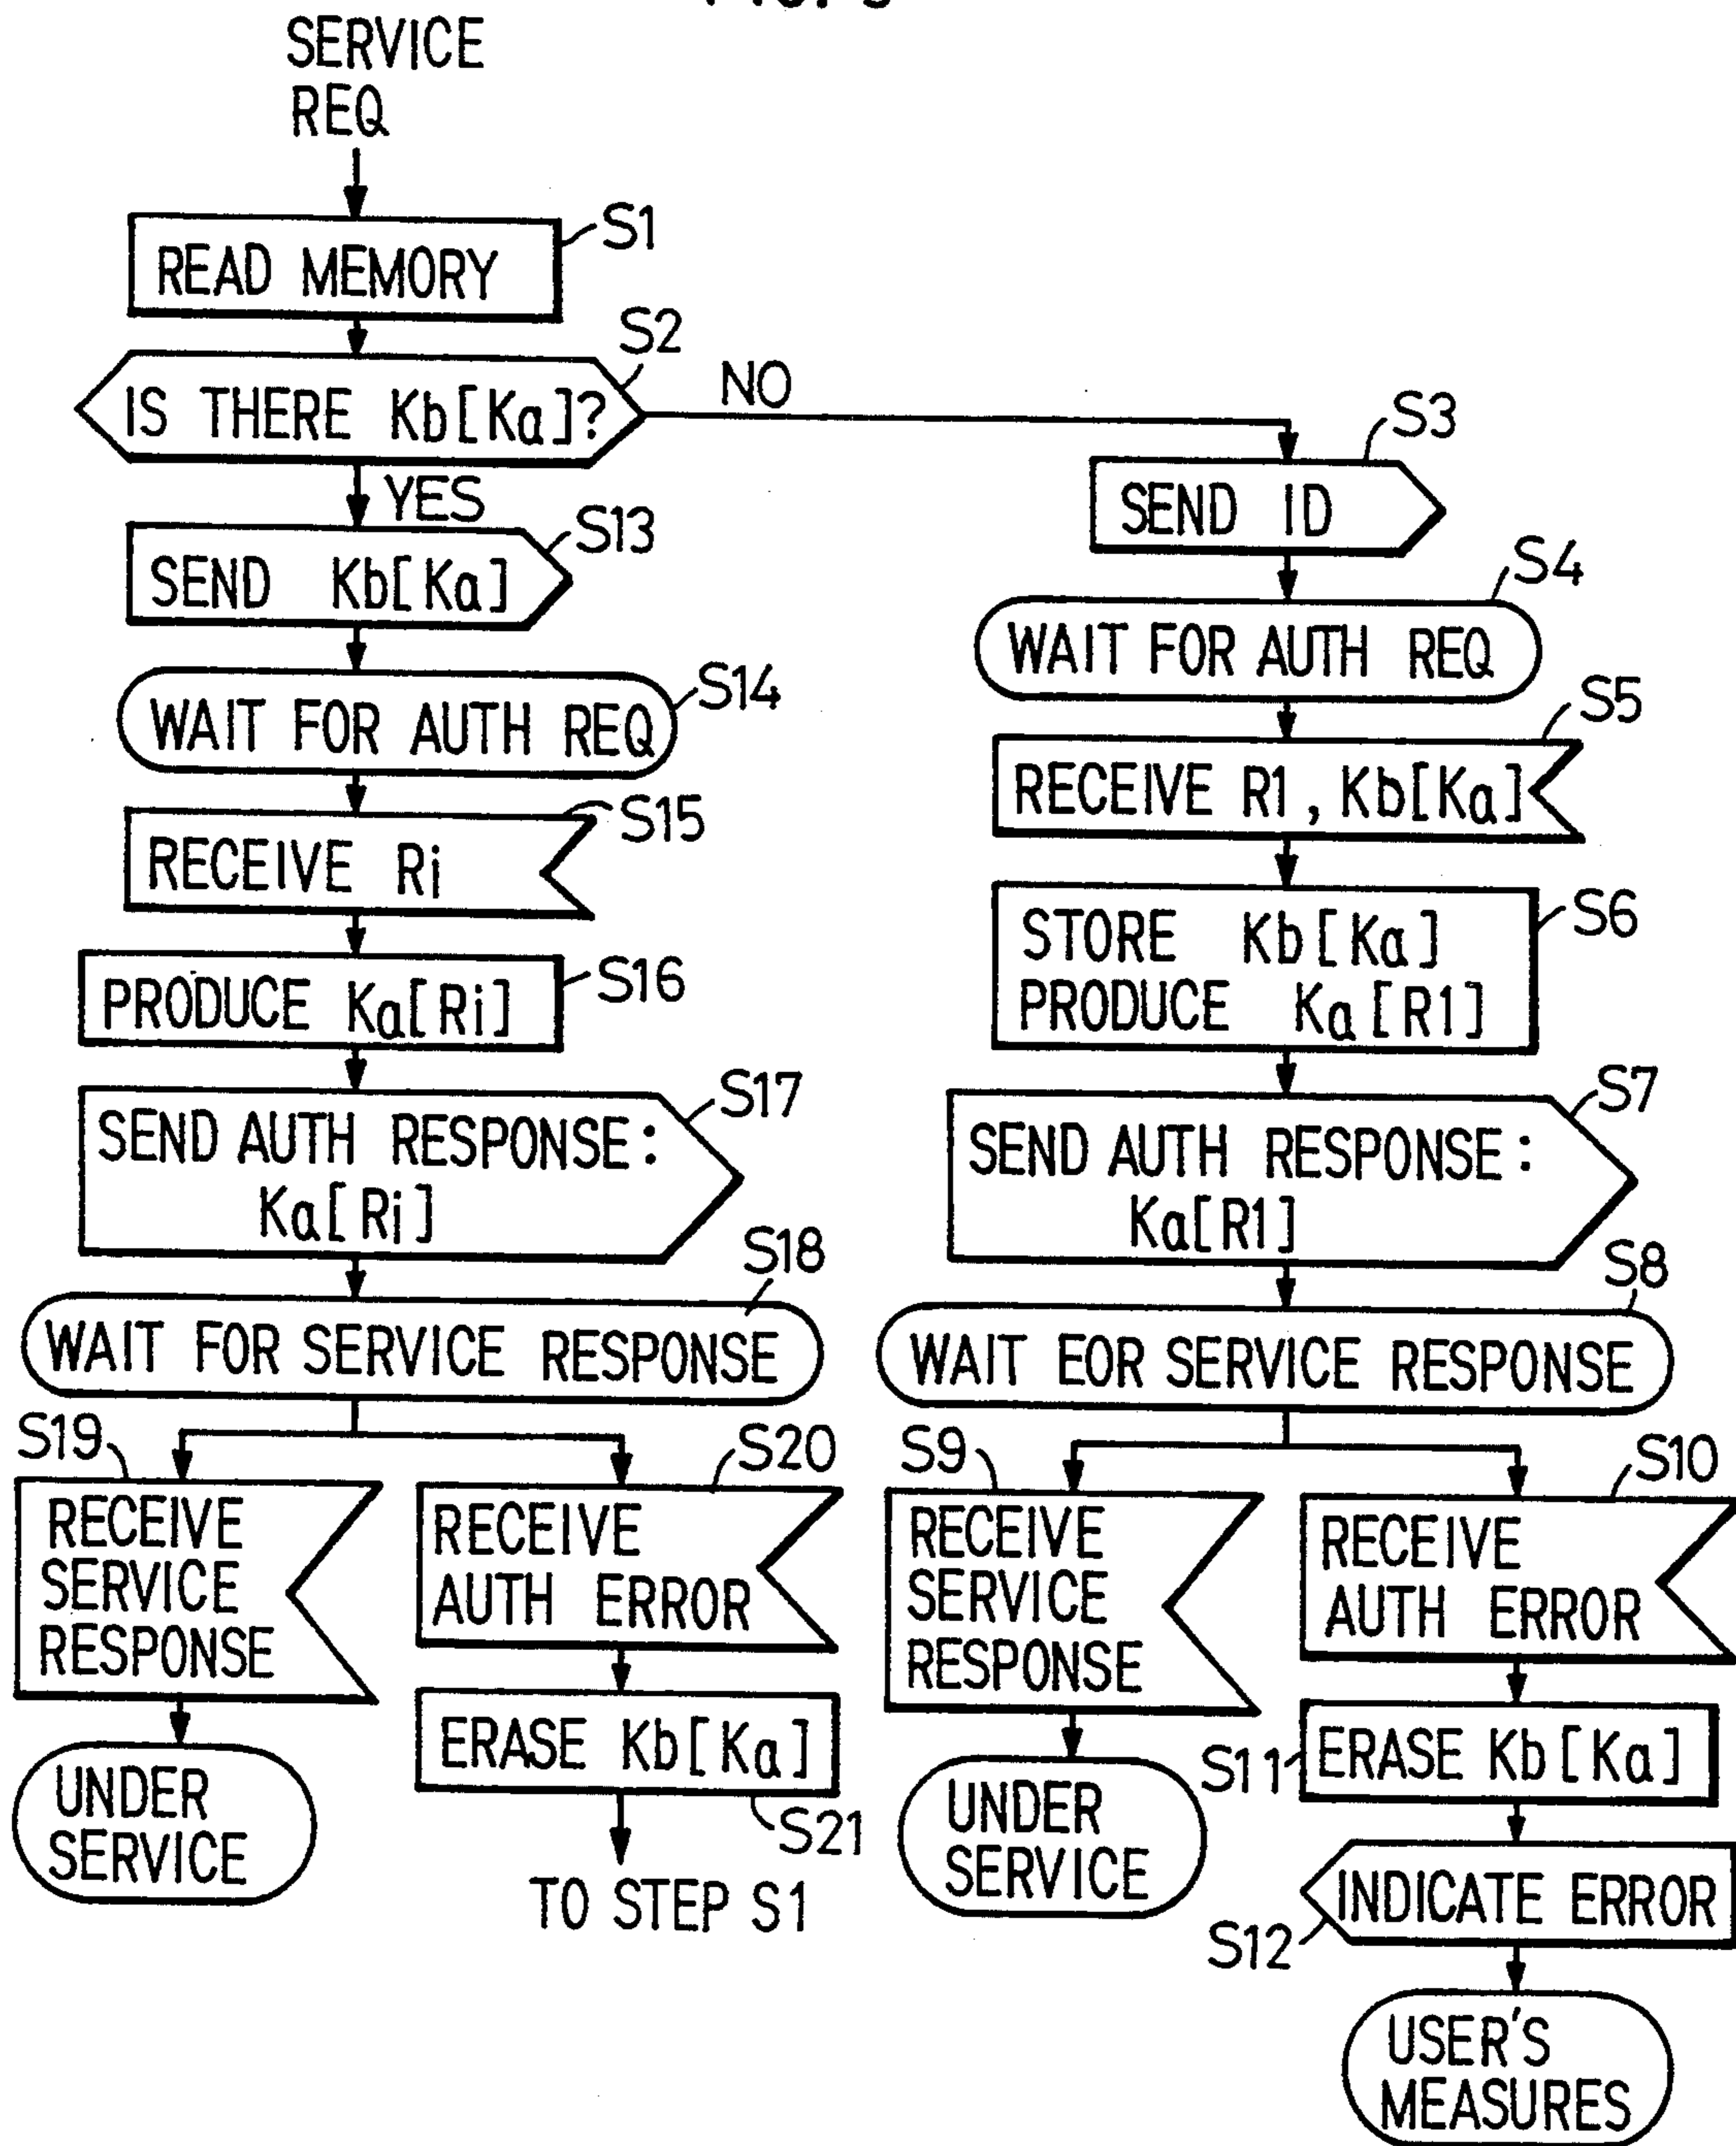 SERVICE
REQ
READ MEMORY
S1
IS THERE Kb[Ka]?
S2
NO
YES
SEND Kb[Ka]
S13
WAIT FOR AUTH REQ
S14
RECEIVE Ri
S15
PRODUCE Ka[Ri]
S16
SEND AUTH RESPONSE:
Ka[Ri]
S17
WAIT FOR SERVICE RESPONSE
S18
S19
RECEIVE
SERVICE
RESPONSE
UNDER
SERVICE
S20
RECEIVE
AUTH ERROR
ERASE Kb[Ka]
S21
TO STEP S1
S3
SEND ID
S4
WAIT FOR AUTH REQ
S5
RECEIVE R1, Kb[Ka]
S6
STORE Kb[Ka]
PRODUCE Ka[R1]
S7
SEND AUTH RESPONSE:
Ka[R1]
S8
WAIT EOR SERVICE RESPONSE
S9
RECEIVE
SERVICE
RESPONSE
UNDER
SERVICE
S10
RECEIVE
AUTH ERROR
S11
ERASE Kb[Ka]
INDICATE ERROR
S12
USER'S
MEASURES